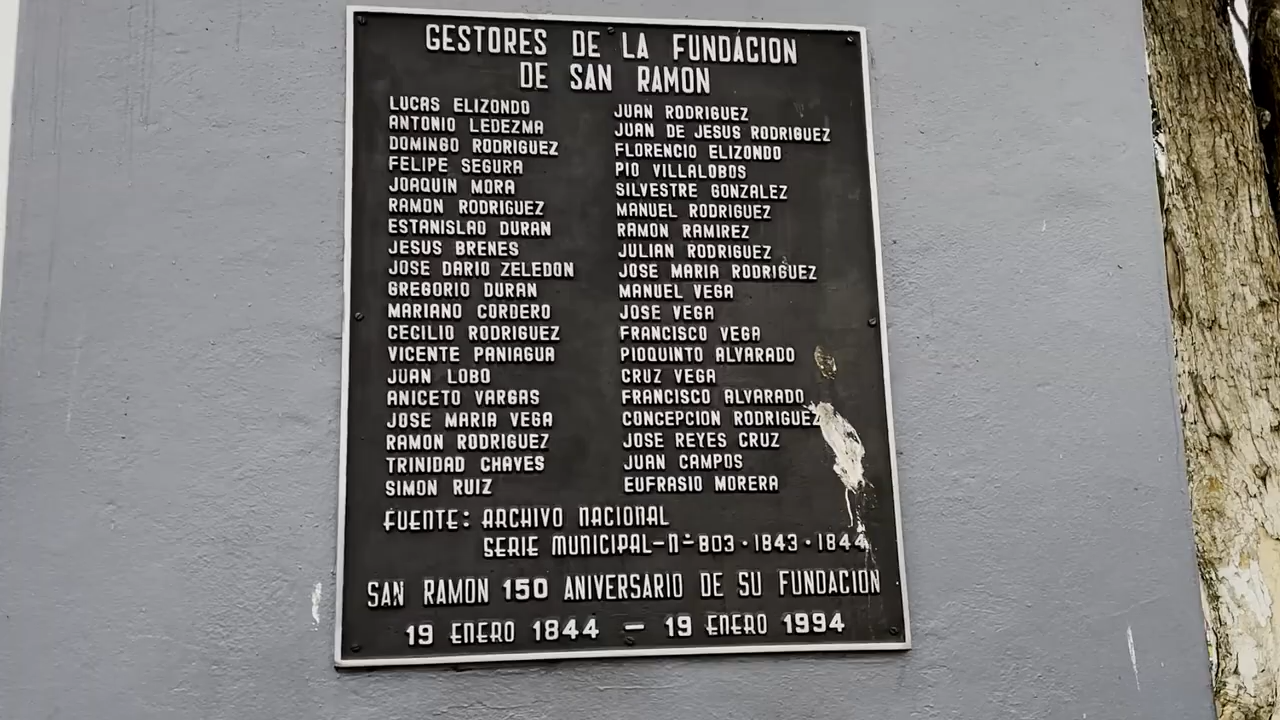 GESTORES DE LA FUNDACION
DE SAN RAMON
LUCAS ELIZONDO
ANTONIO LEDEZMA
DOMINGO RODRIGUEZ
FELIPE SEGURA
JOAQUIN MORA
RAMON RODRIGUEZ
ESTANISLAO DURAN
JESUS BRENES
JOSE DARIO ZELEDON
GREGORIO DURAN
MARIANO CORDERO
CECILIO RODRIGUEZ
VICENTE PANIAGUA
JUAN LOBO
ANICETO VARGAS
JOSE MARIA VEGA
RAMON RODRIGUEZ
TRINIDAD CHAVES
SIMON RUIZ
JUAN RODRIGUEZ
JUAN DE JESUS RODRIGUEZ
FLORENCIO ELIZONDO
PIO VILLALOBOS
SILVESTRE GONZALEZ
MANUEL RODRIGUEZ
RAMON RAMIREZ
JULIAN RODRIGUEZ
JOSE MARIA RODRIGUEZ
MANUEL VEGA
JOSE VEGA
FRANCISCO VEGA
PIOQUINTO ALVARADO
CRUZ VEGA
FRANCISCO ALVARADO
CONCEPCION RODRIGUEZ
JOSE REYES CRUZ
JUAN CAMPOS
EUFRASIO MORERA
FUENTE: ARCHIVO NACIONAL
SERIE MUNICIPAL-Nº 803·1843·1844
SAN RAMON 150 ANIVERSARIO DE SU FUNDACION
19 ENERO 1844 - 19 ENERO 1994